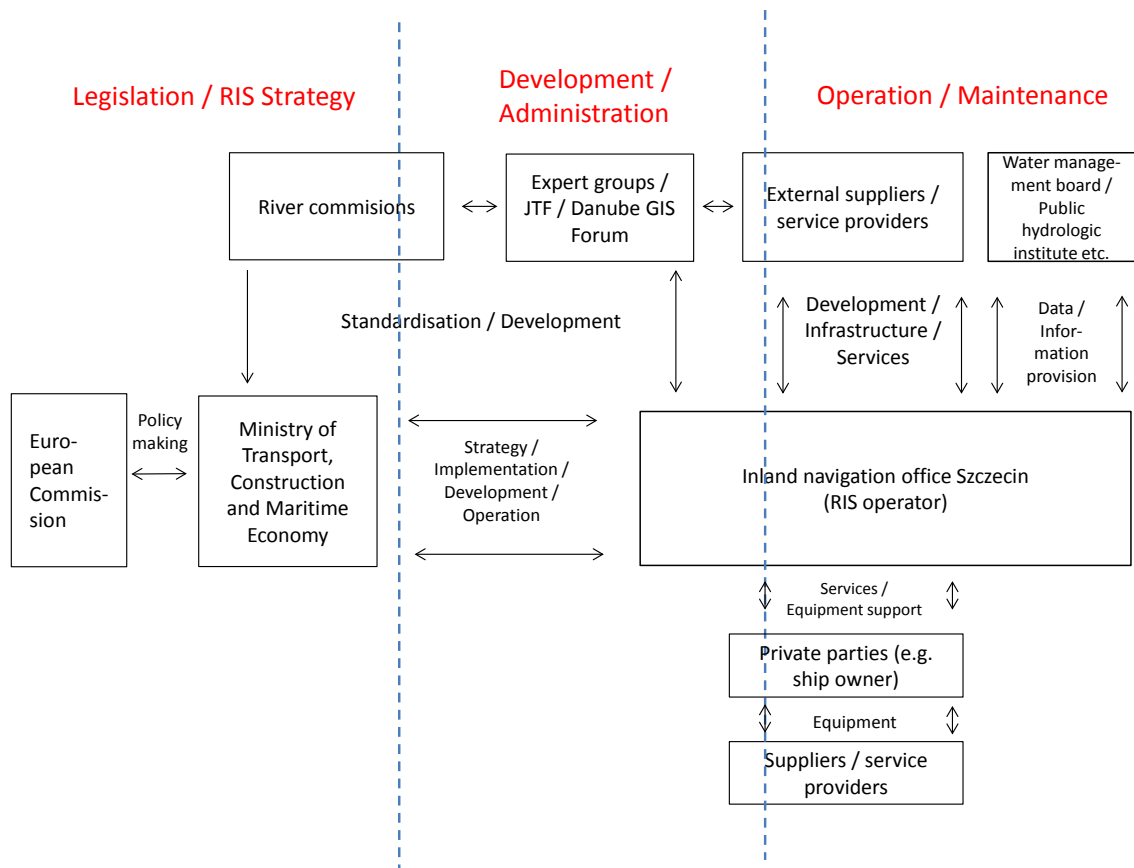 Legislation / RIS Strategy
Development /
Administration
Operation / Maintenance
River commisions
Expert groups /
JTF / Danube GIS
Forum
External suppliers /
service providers
Water manage-
ment board /
Public
hydrologic
institute etc.
Standardisation / Development
Development /
Infrastructure /
Services
Data /
Infor-
mation
provision
Euro-
pean
Commis-
sion
Policy
making
Ministry of
Transport,
Construction
and Maritime
Economy
Strategy /
Implementation /
Development /
Operation
Inland navigation office Szczecin
(RIS operator)
Services /
Equipment support
Private parties (e.g.
ship owner)
Equipment
Suppliers / service
providers